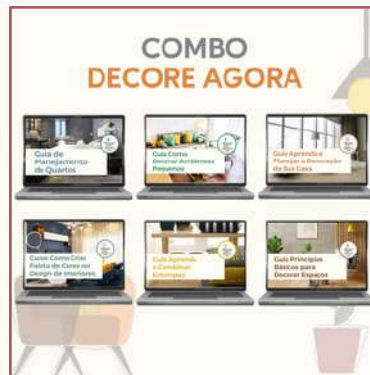 COMBO
DECORE AGORA
Guia de
Planejamento
de Quartos
Guia Como
Decorar Ambientes
Pequenos
Guia Aprenda a
Planejar a Decoração
da Sua Casa
Curso Como Criar
Paleta de Cores no
Design de Interiores
Guia Aprenda
a Combinar
Estampas
Guia Princípios
Básicos para
Decorar Espaços